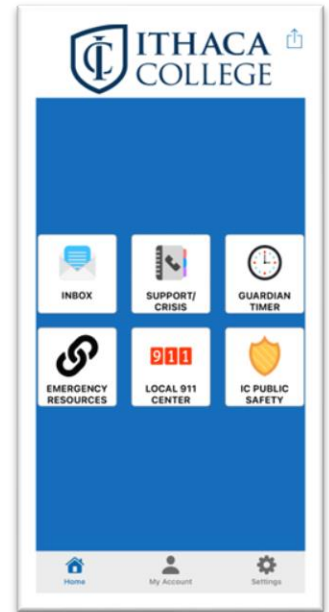 ITHACA
COLLEGE
INBOX
SUPPORT/
CRISIS
GUARDIAN
TIMER
EMERGENCY
RESOURCES
911
LOCAL 911
CENTER
IC PUBLIC
SAFETY
Home
My Account
Settings